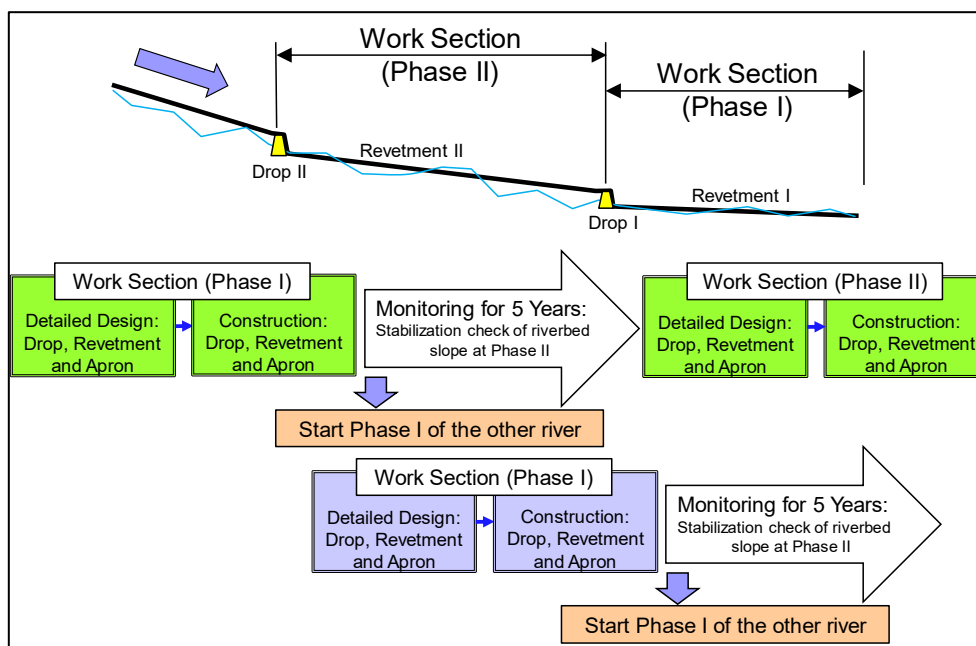 Work Section
(Phase II)
Work Section
(Phase I)
Revetment II
Drop II
Revetment I
Drop I
Work Section (Phase I)
Detailed Design:
Drop, Revetment
and Apron
Construction:
Drop, Revetment
and Apron
Monitoring for 5 Years:
Stabilization check of riverbed
slope at Phase II
Work Section (Phase II)
Detailed Design:
Drop, Revetment
and Apron
Construction:
Drop, Revetment
and Apron
Start Phase I of the other river
Work Section (Phase I)
Detailed Design:
Drop, Revetment
and Apron
Construction:
Drop, Revetment
and Apron
Monitoring for 5 Years:
Stabilization check of riverbed
slope at Phase II
Start Phase I of the other river